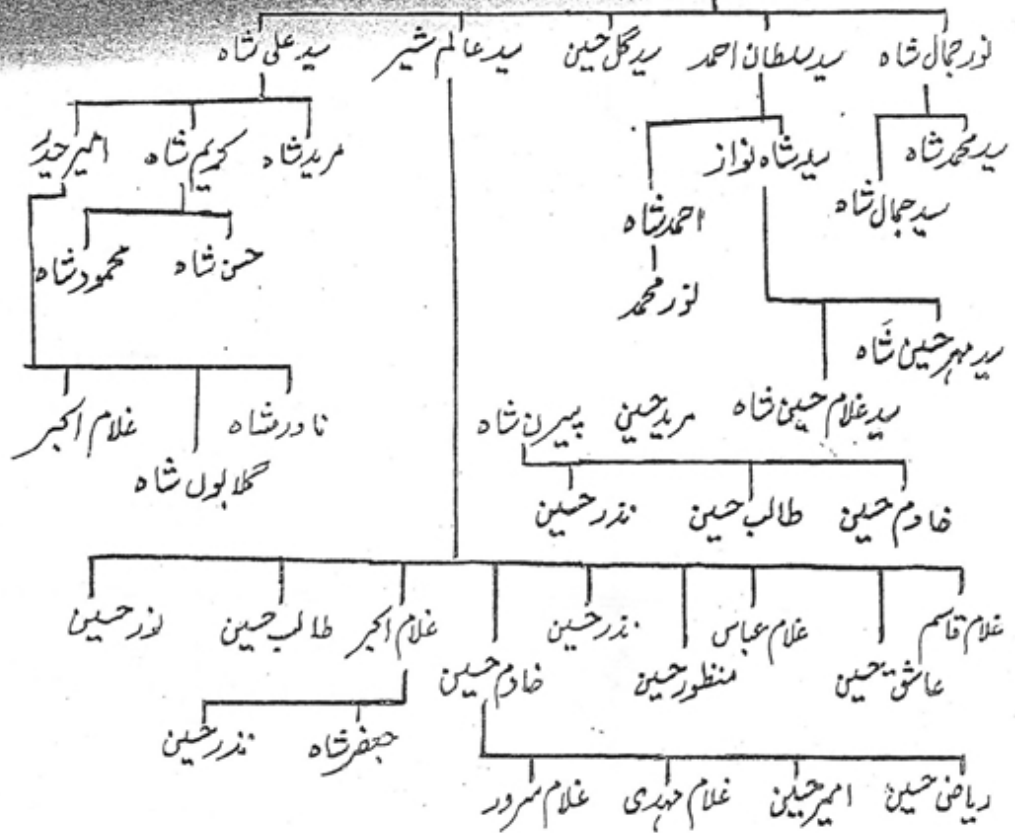 نور جمال شاہ سید سلطان احمد سید گل حسین سید عالم شیر سید علی شاہ
سید محمد شاہ سید شاہ نواز مرید شاہ کریم شاہ امیر حیدر
سید جمال شاہ احمد شاہ
حسن شاہ محمود شاہ
نور محمد
سید مہر حسین شاہ
سید غلام حسین شاہ مرید حسین پیرن شاہ نادر شاہ غلام اکبر
گلابوں شاہ
خادم حسین طالب حسین نذر حسین
غلام قاسم غلام عباس نذر حسین غلام اکبر طالب حسین نور حسین
عاشق حسین منظور حسین خادم حسین
جعفر شاہ نذر حسین
ریاض حسین امیر حسین غلام مہدی غلام سرور